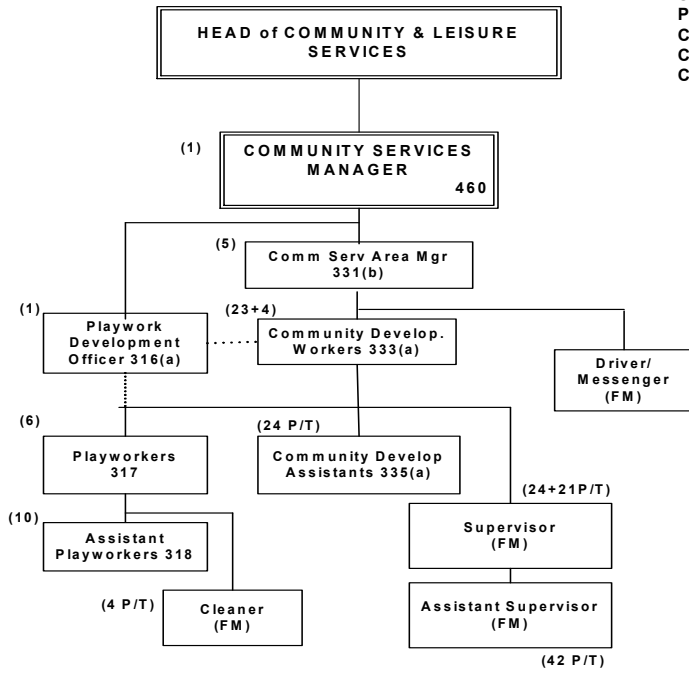 HEAD of COMMUNITY & LEISURE
SERVICES
(1)
COMMUNITY SERVICES
MANAGER
460
(5)
Comm Serv Area Mgr
331(b)
(1)
Playwork
Development
Officer 316(a)
(23+4)
Community Develop.
Workers 333(a)
Driver/
Messenger
(FM)
(6)
Playworkers
317
(24 P/T)
Community Develop
Assistants 335(a)
(24+21P/T)
Supervisor
(FM)
(10)
Assistant
Playworkers 318
(4 P/T)
Cleaner
(FM)
Assistant Supervisor
(FM)
(42 P/T)